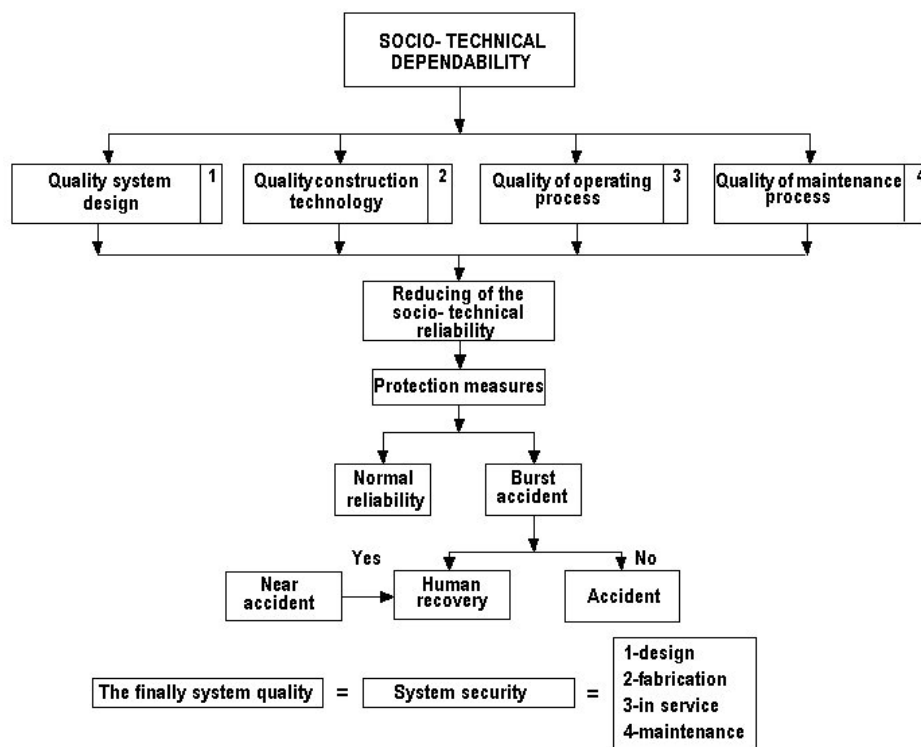 SOCIO- TECHNICAL
DEPENDABILITY
Quality system
design
1
Quality construction
technology
2
Quality of operating
process
3
Quality of maintenance
process
4
Reducing of the
socio- technical
reliability
Protection measures
Normal
reliability
Burst
accident
Yes
No
Near
accident
Human
recovery
Accident
The finally system quality
=
System security
=
1-design
2-fabrication
3-in service
4-maintenance